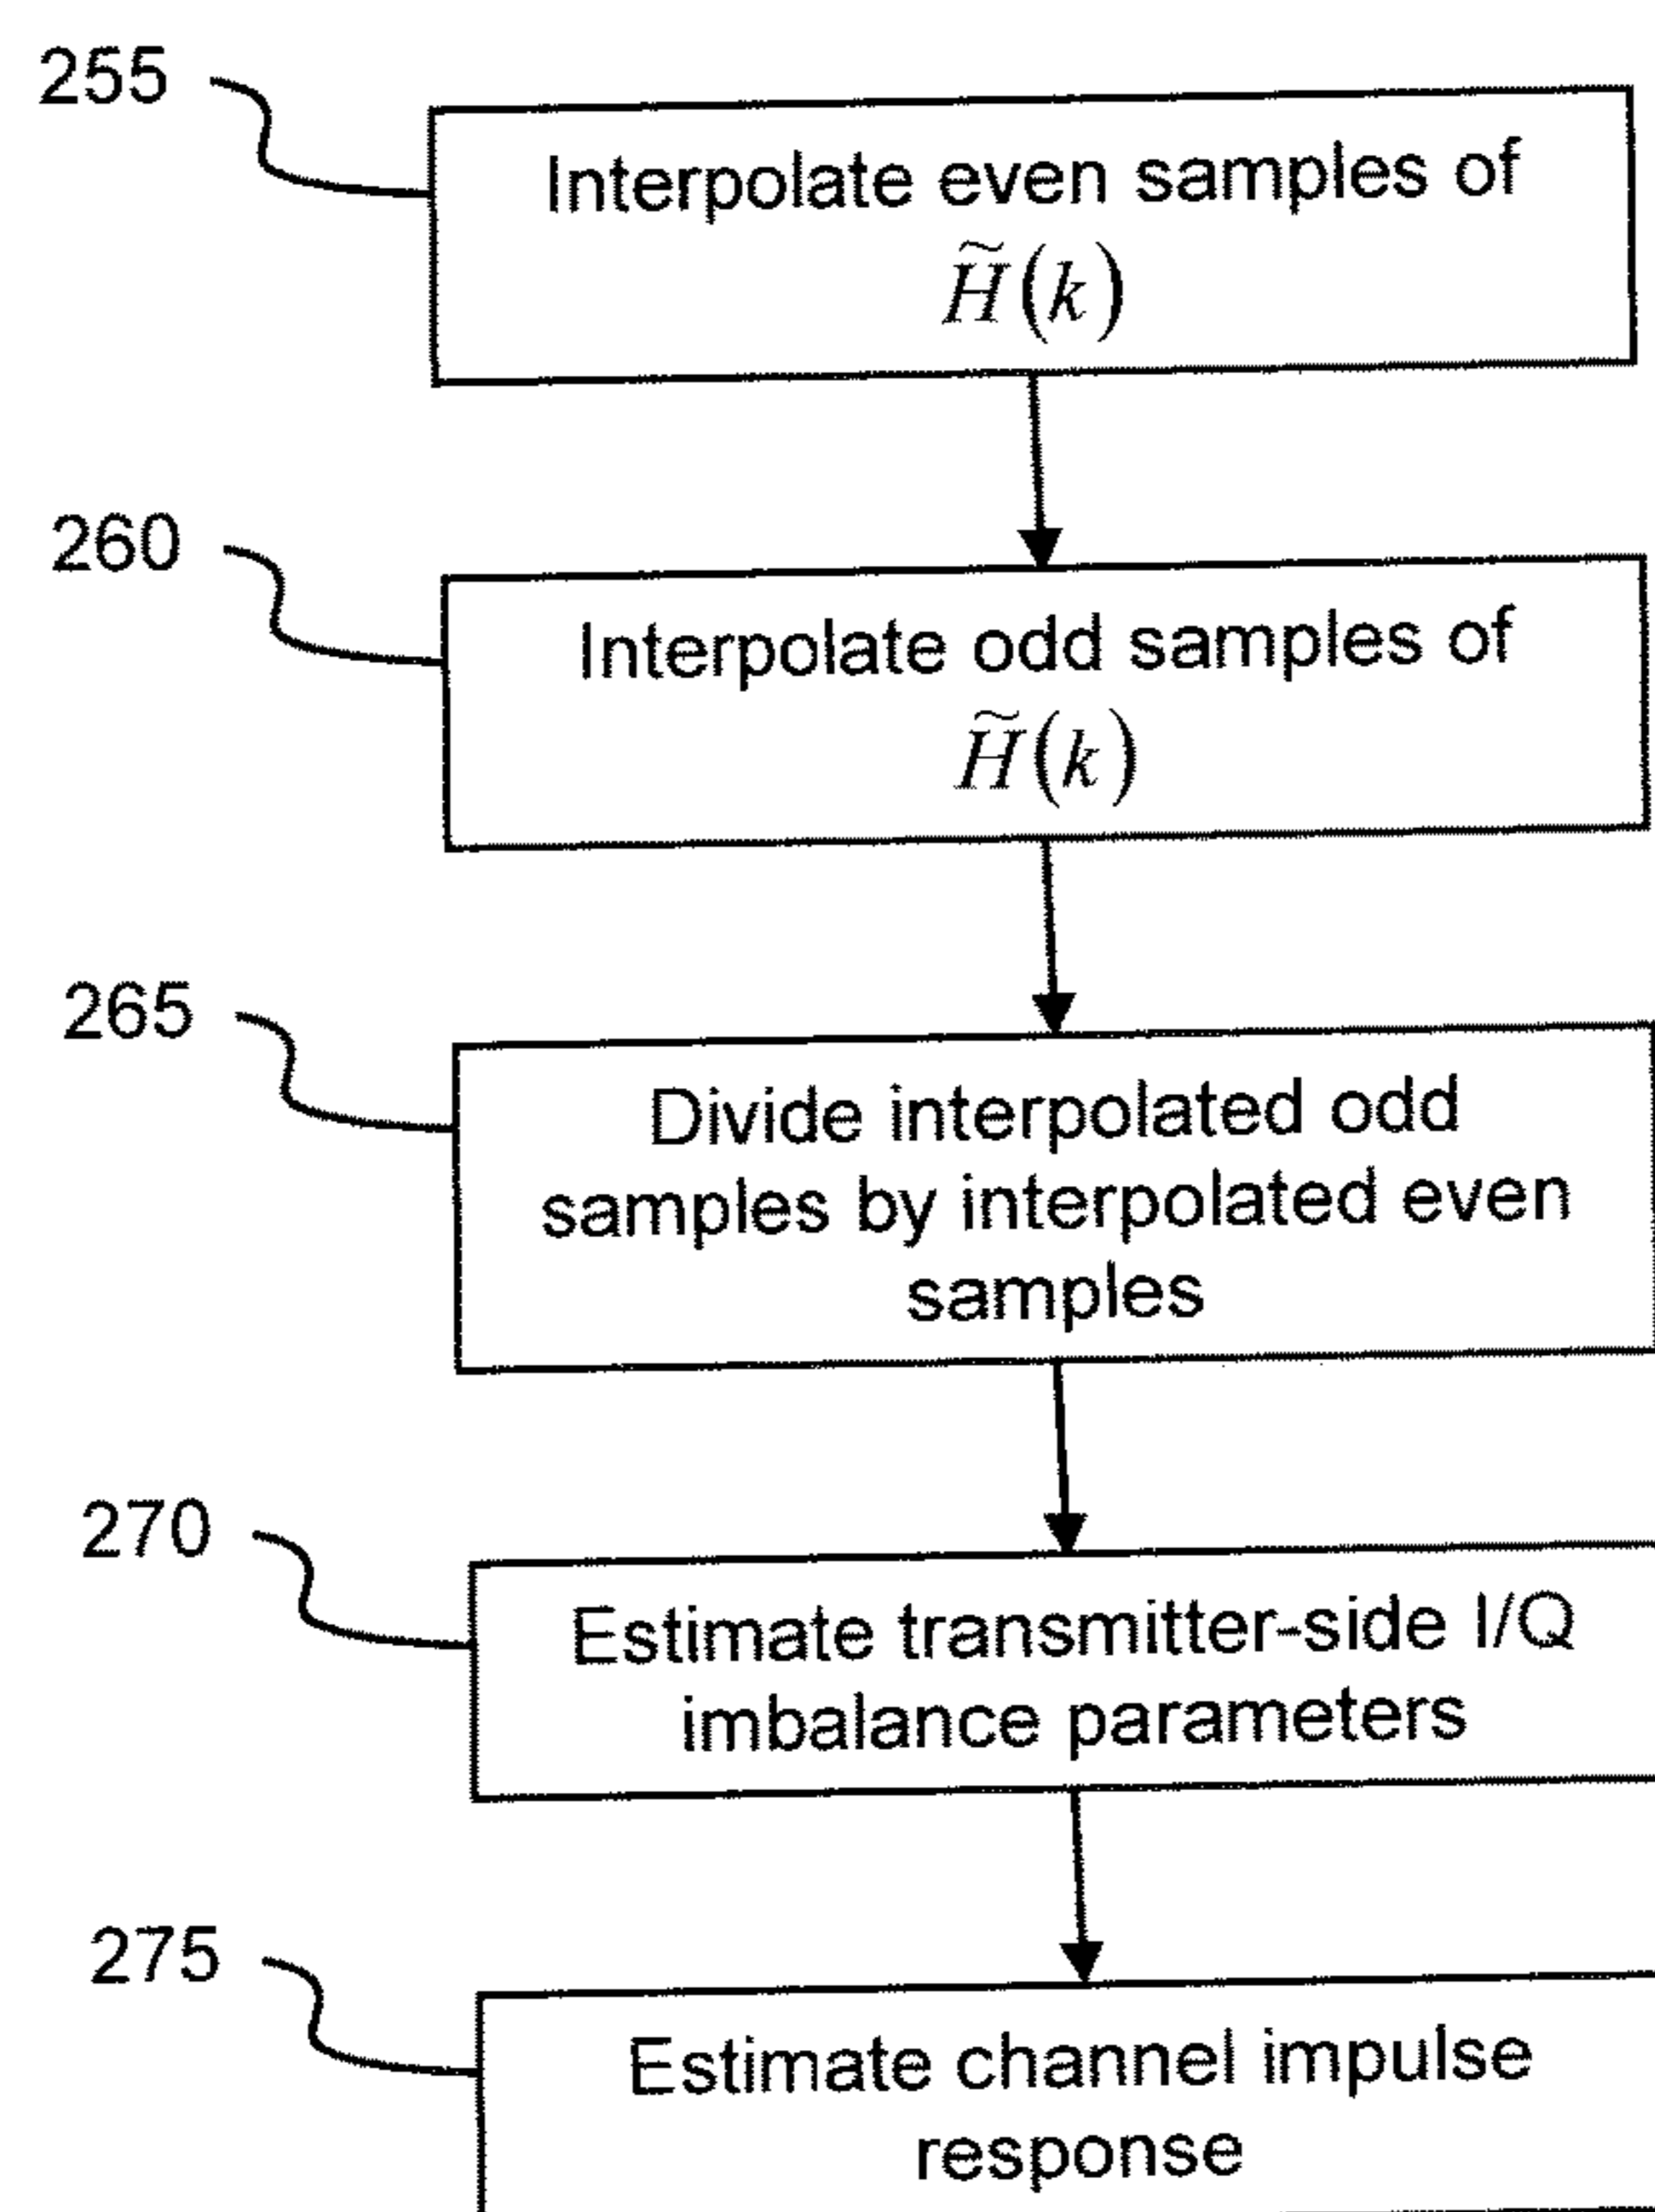 255
Interpolate even samples of
H̃(k)
260
Interpolate odd samples of
H̃(k)
265
Divide interpolated odd
samples by interpolated even
samples
270
Estimate transmitter-side I/Q
imbalance parameters
275
Estimate channel impulse
response